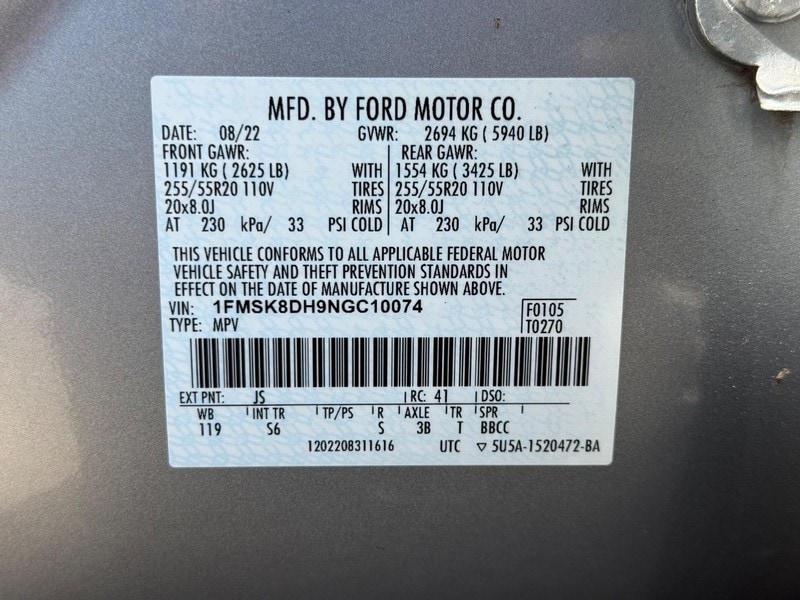 MFD. BY FORD MOTOR CO.
DATE: 08/22 GVWR: 2694 KG ( 5940 LB)
FRONT GAWR: REAR GAWR:
1191 KG ( 2625 LB) WITH 1554 KG ( 3425 LB) WITH
255/55R20 110V TIRES 255/55R20 110V TIRES
20x8.0J RIMS 20x8.0J RIMS
AT 230 kPa/ 33 PSI COLD AT 230 kPa/ 33 PSI COLD
THIS VEHICLE CONFORMS TO ALL APPLICABLE FEDERAL MOTOR
VEHICLE SAFETY AND THEFT PREVENTION STANDARDS IN
EFFECT ON THE DATE OF MANUFACTURE SHOWN ABOVE.
VIN: 1FMSK8DH9NGC10074 F0105
TYPE: MPV T0270
EXT PNT: JS RC: 41 DSO:
WB INT TR TP/PS R AXLE TR SPR
119 S6 S 3B T BBCC
1202208311616 UTC ▽ 5U5A-1520472-BA